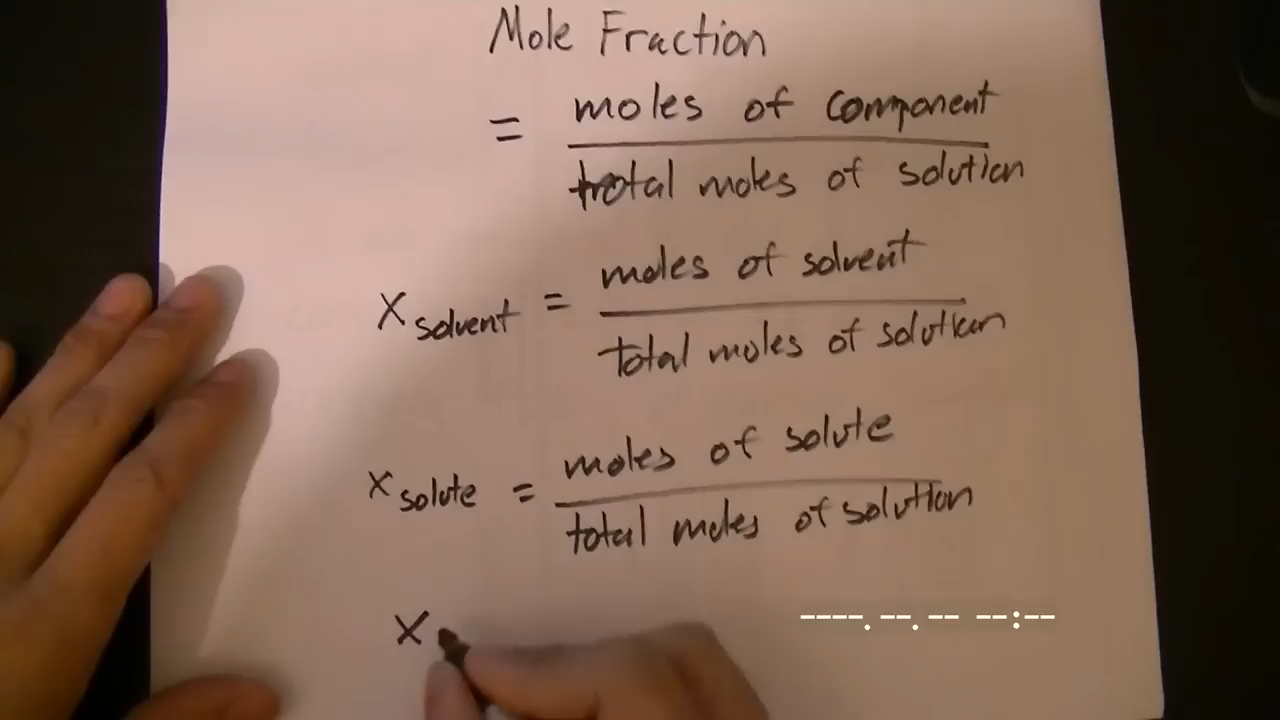 Mole Fraction
= moles of component
total moles of solution
X solvent = moles of solvent
total moles of solution
X solute = moles of solute
total moles of solution
X
----.--.-- --:--